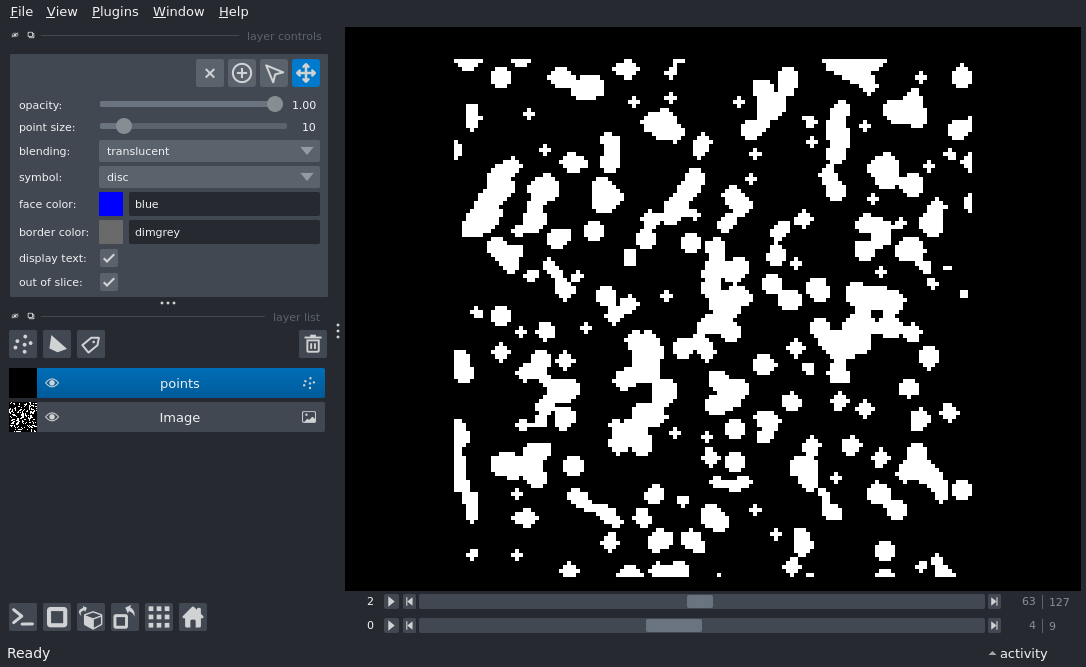 File View Plugins Window Help
layer controls
opacity: 1.00
point size: 10
blending: translucent
symbol: disc
face color: blue
border color: dimgrey
display text:
out of slice:
layer list
points
Image
2 63 127
0 4 9
Ready activity